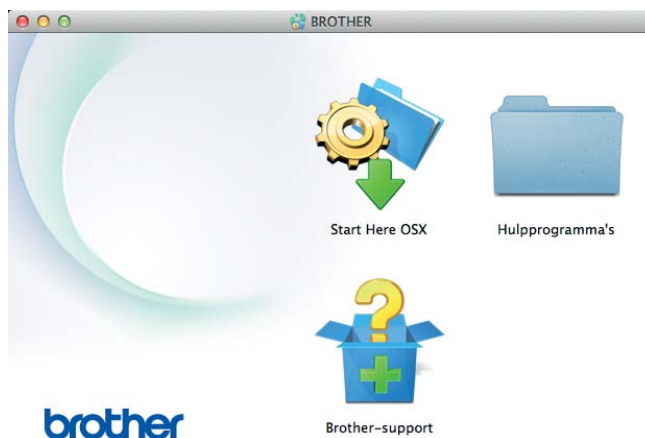 BROTHER
Start Here OSX
Hulpprogramma's
Brother-support
brother